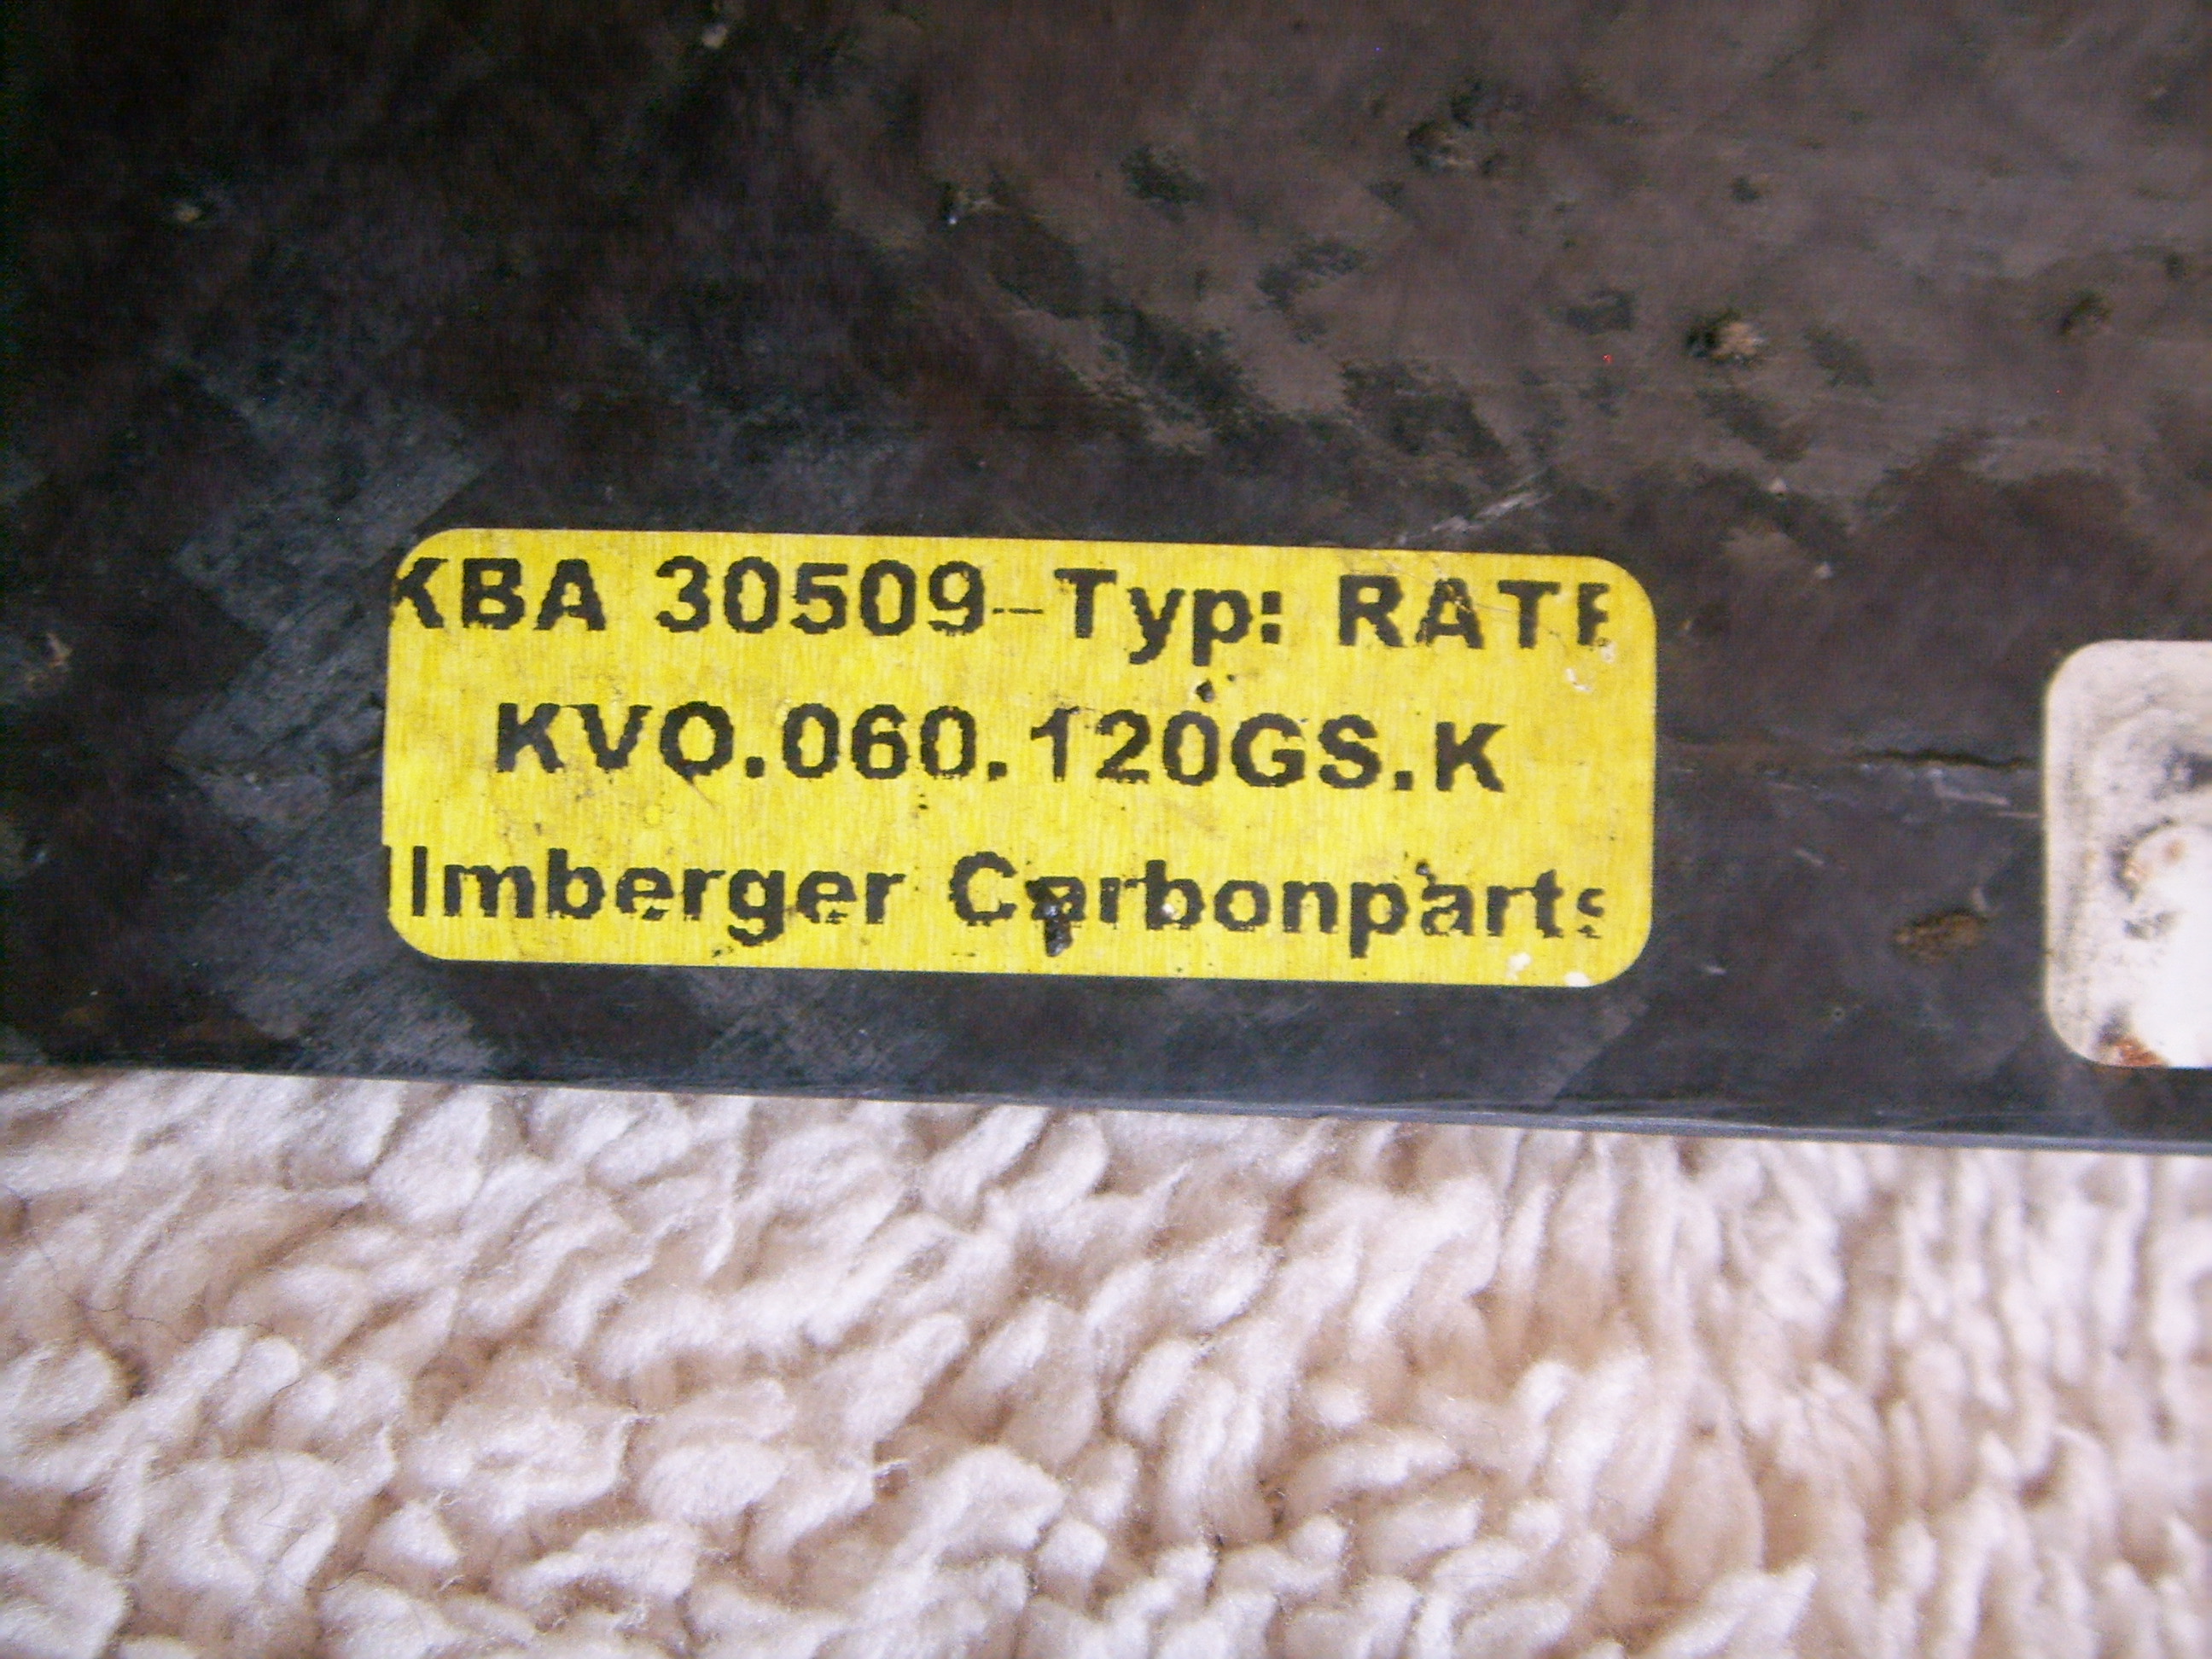 KBA 30509-Typ: RATE
KVO.060.120GS.K
Ilmberger Carbonparts